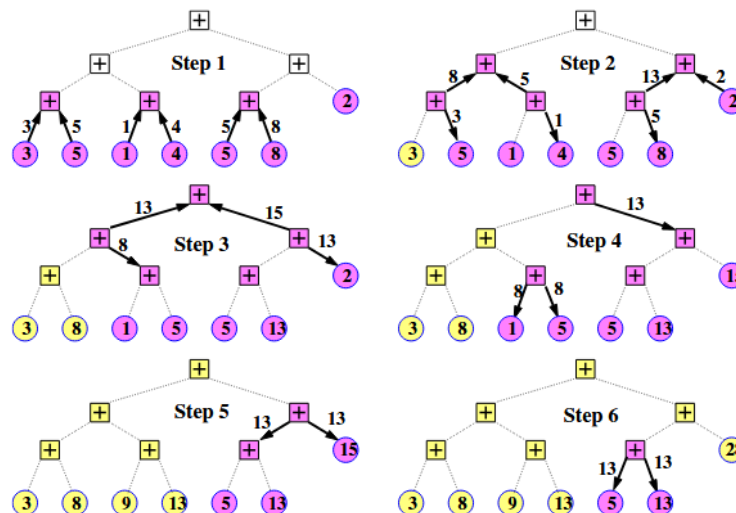 + +
+ Step 1 + + Step 2 +
8 5 13 2
+ + + 2 + + + 2
3 5 1 4 5 8 3 1 5
3 5 1 4 5 8 3 5 1 4 5 8
+ +
13 15 13
+ Step 3 + + Step 4 +
8 13
+ + + 2 + + + 15
8 8
3 8 1 5 5 13 3 8 1 5 5 13
+ +
+ Step 5 + + Step 6 +
13 13
+ + + 15 + + + 28
13 13
3 8 9 13 5 13 3 8 9 13 5 13